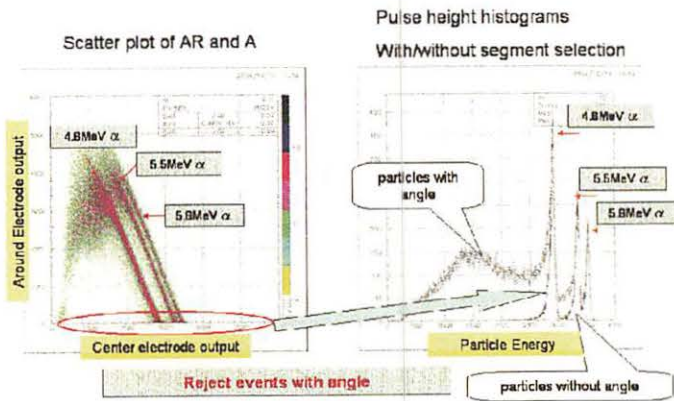 Pulse height histograms
Scatter plot of AR and A
With/without segment selection
4.8MeV α
5.5MeV α
5.8MeV α
Around Electrode output
Center electrode output
4.8MeV α
5.5MeV α
5.8MeV α
particles with
angle
Particle Energy
Reject events with angle
particles without angle